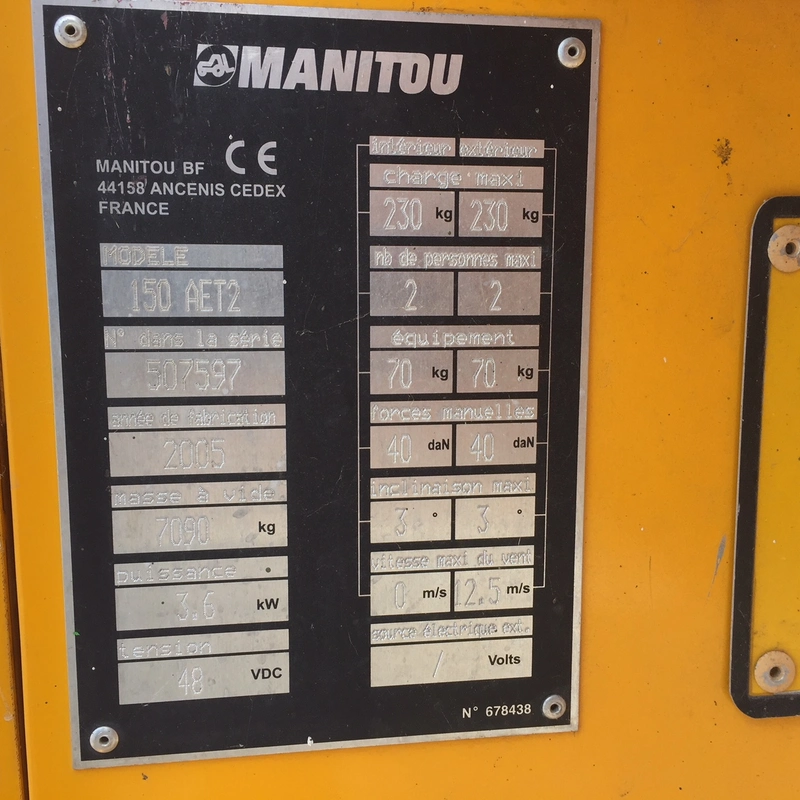 MANITOU
CE
MANITOU BF
44158 ANCENIS CEDEX
FRANCE
MODELE
150 AET2
N° dans la série
507597
année de fabrication
2005
masse à vide
7090 kg
puissance
3.6 kW
tension
48 VDC
intérieur extérieur
charge maxi
230 kg 230 kg
nb de personnes maxi
2 2
équipement
70 kg 70 kg
forces manuelles
40 daN 40 daN
inclinaison maxi
3 ° 3 °
vitesse maxi du vent
0 m/s 12.5 m/s
source électrique ext.
/ Volts
N° 678438